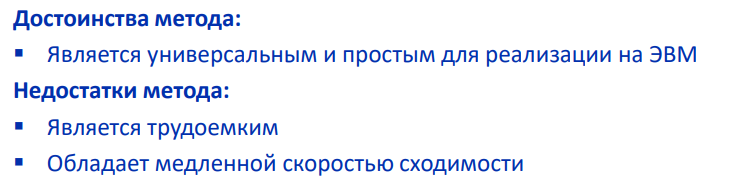 Достоинства метода:
▪ Является универсальным и простым для реализации на ЭВМ
Недостатки метода:
▪ Является трудоемким
▪ Обладает медленной скоростью сходимости